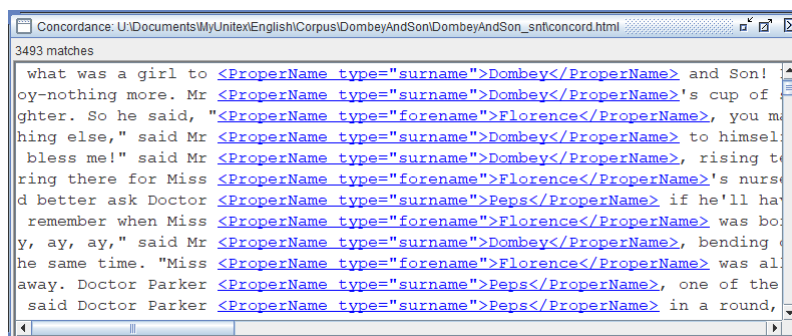 Concordance: U:\Documents\MyUnitex\English\Corpus\DombeyAndSon\DombeyAndSon_snt\concord.html
3493 matches
what was a girl to <ProperName type="surname">Dombey</ProperName> and Son!
oy-nothing more. Mr <ProperName type="surname">Dombey</ProperName>'s cup of
ghter. So he said, "<ProperName type="forename">Florence</ProperName>, you ma
hing else," said Mr <ProperName type="surname">Dombey</ProperName> to himsel
bless me!" said Mr <ProperName type="surname">Dombey</ProperName>, rising te
ring there for Miss <ProperName type="forename">Florence</ProperName>'s nurse
d better ask Doctor <ProperName type="surname">Peps</ProperName> if he'll hav
remember when Miss <ProperName type="forename">Florence</ProperName> was bo
y, ay, ay," said Mr <ProperName type="surname">Dombey</ProperName>, bending
he same time. "Miss <ProperName type="forename">Florence</ProperName> was al
away. Doctor Parker <ProperName type="surname">Peps</ProperName>, one of the
said Doctor Parker <ProperName type="surname">Peps</ProperName> in a round,